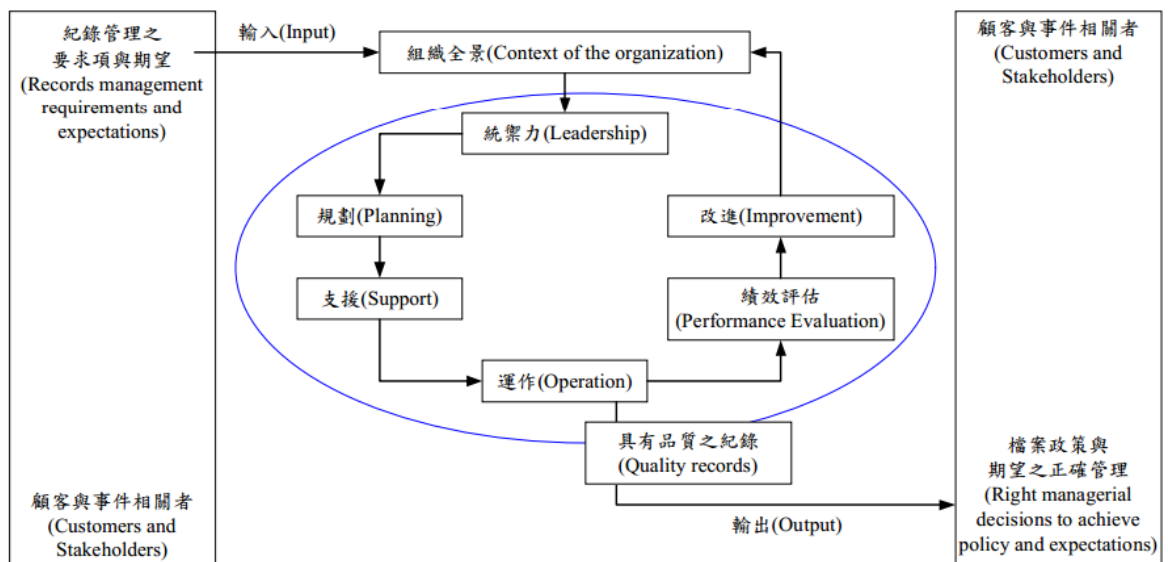 紀錄管理之
要求項與期望
(Records management
requirements and
expectations)
顧客與事件相關者
(Customers and
Stakeholders)
輸入(Input)
組織全景(Context of the organization)
統禦力(Leadership)
規劃(Planning)
支援(Support)
運作(Operation)
具有品質之紀錄
(Quality records)
績效評估
(Performance Evaluation)
改進(Improvement)
輸出(Output)
顧客與事件相關者
(Customers and
Stakeholders)
檔案政策與
期望之正確管理
(Right managerial
decisions to achieve
policy and expectations)